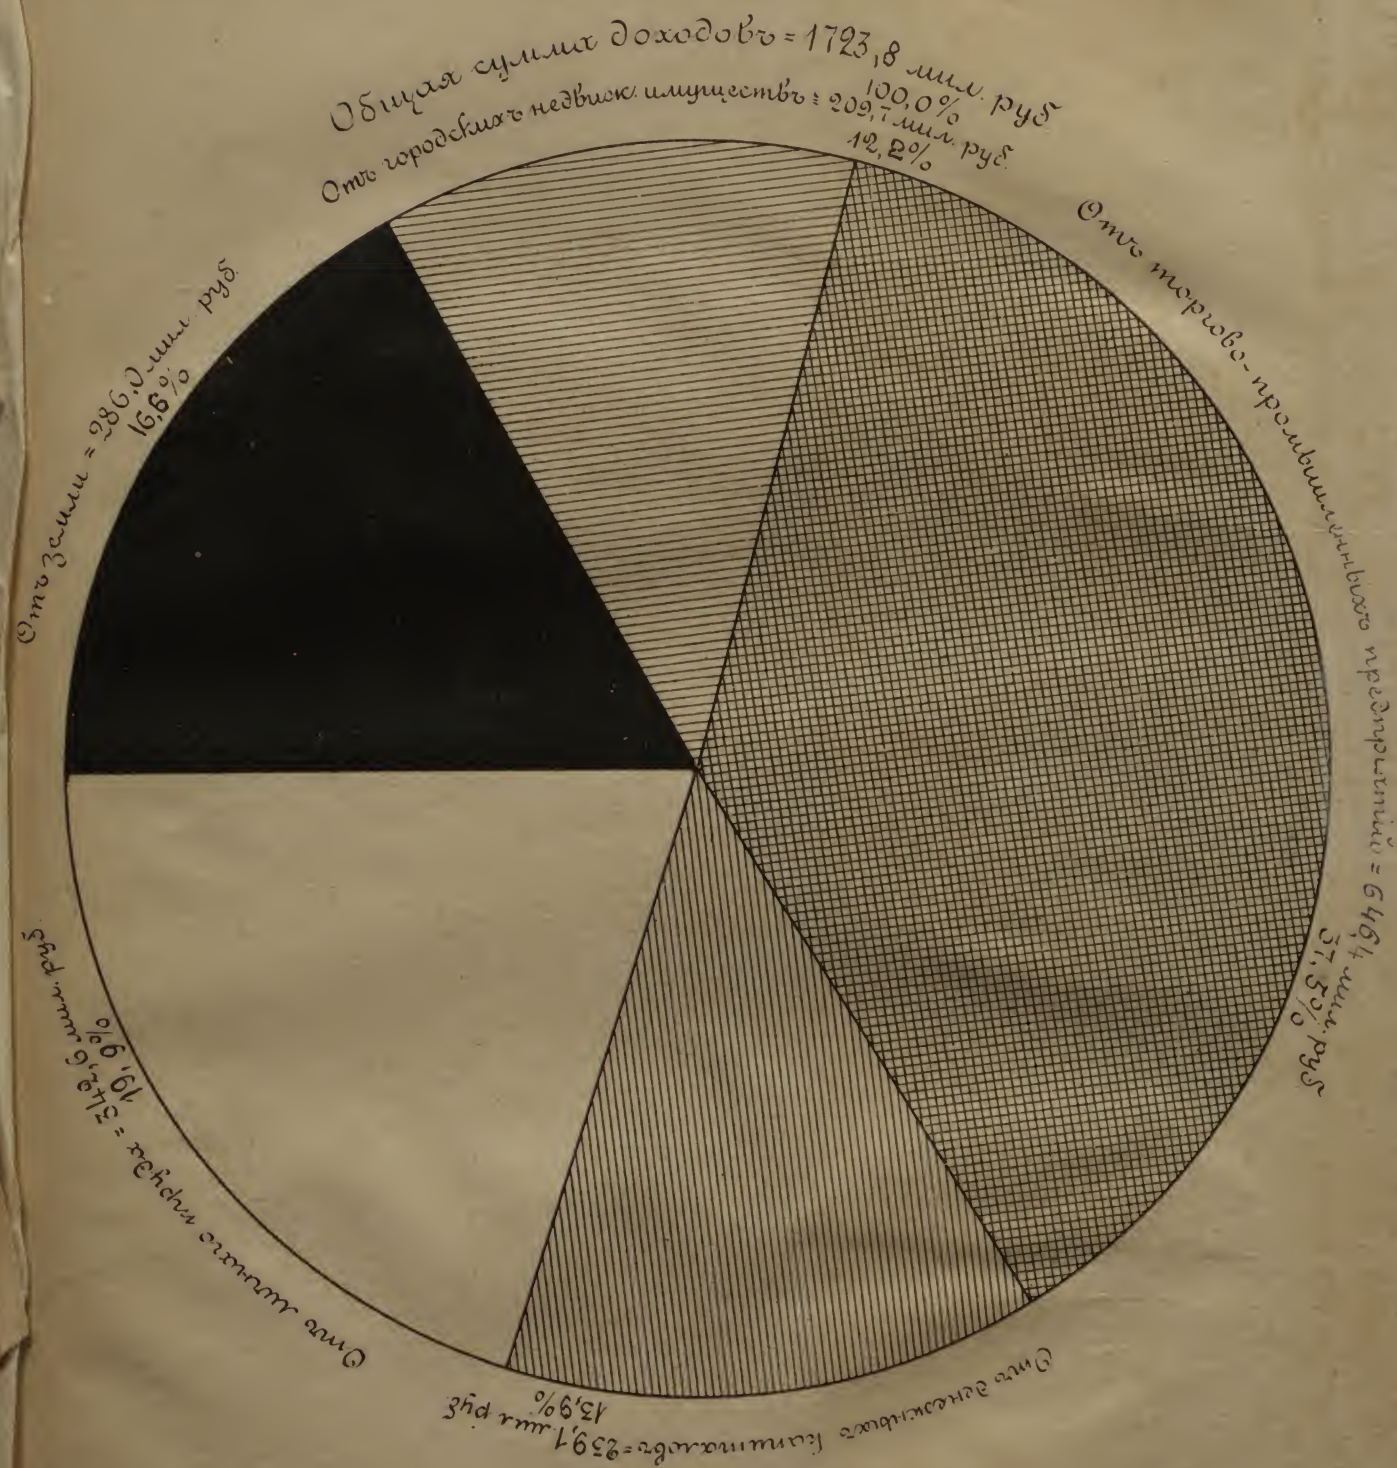 Общая сумма доходовъ = 1723,8 мил. руб
100,0%
Отъ городскихъ недвиж. имуществъ = 209,7 мил. руб.
12,2%
Отъ торгово-промышленныхъ предпріятій = 646,4 мил. руб
37,5%
Отъ денежныхъ капиталовъ = 239,1 мил руб.
13,9%
Отъ личнаго труда = 342,6 мил. руб.
19,9%
Отъ земли = 286,0 мил. руб.
16,6%